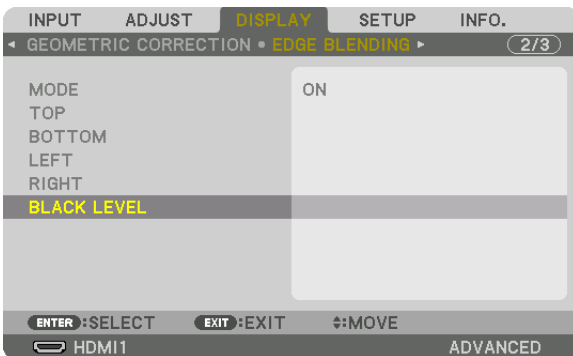 INPUT ADJUST DISPLAY SETUP INFO.
◂ GEOMETRIC CORRECTION • EDGE BLENDING ▸ 2/3
MODE ON
TOP
BOTTOM
LEFT
RIGHT
BLACK LEVEL
ENTER :SELECT EXIT :EXIT ♦:MOVE
HDMI1 ADVANCED